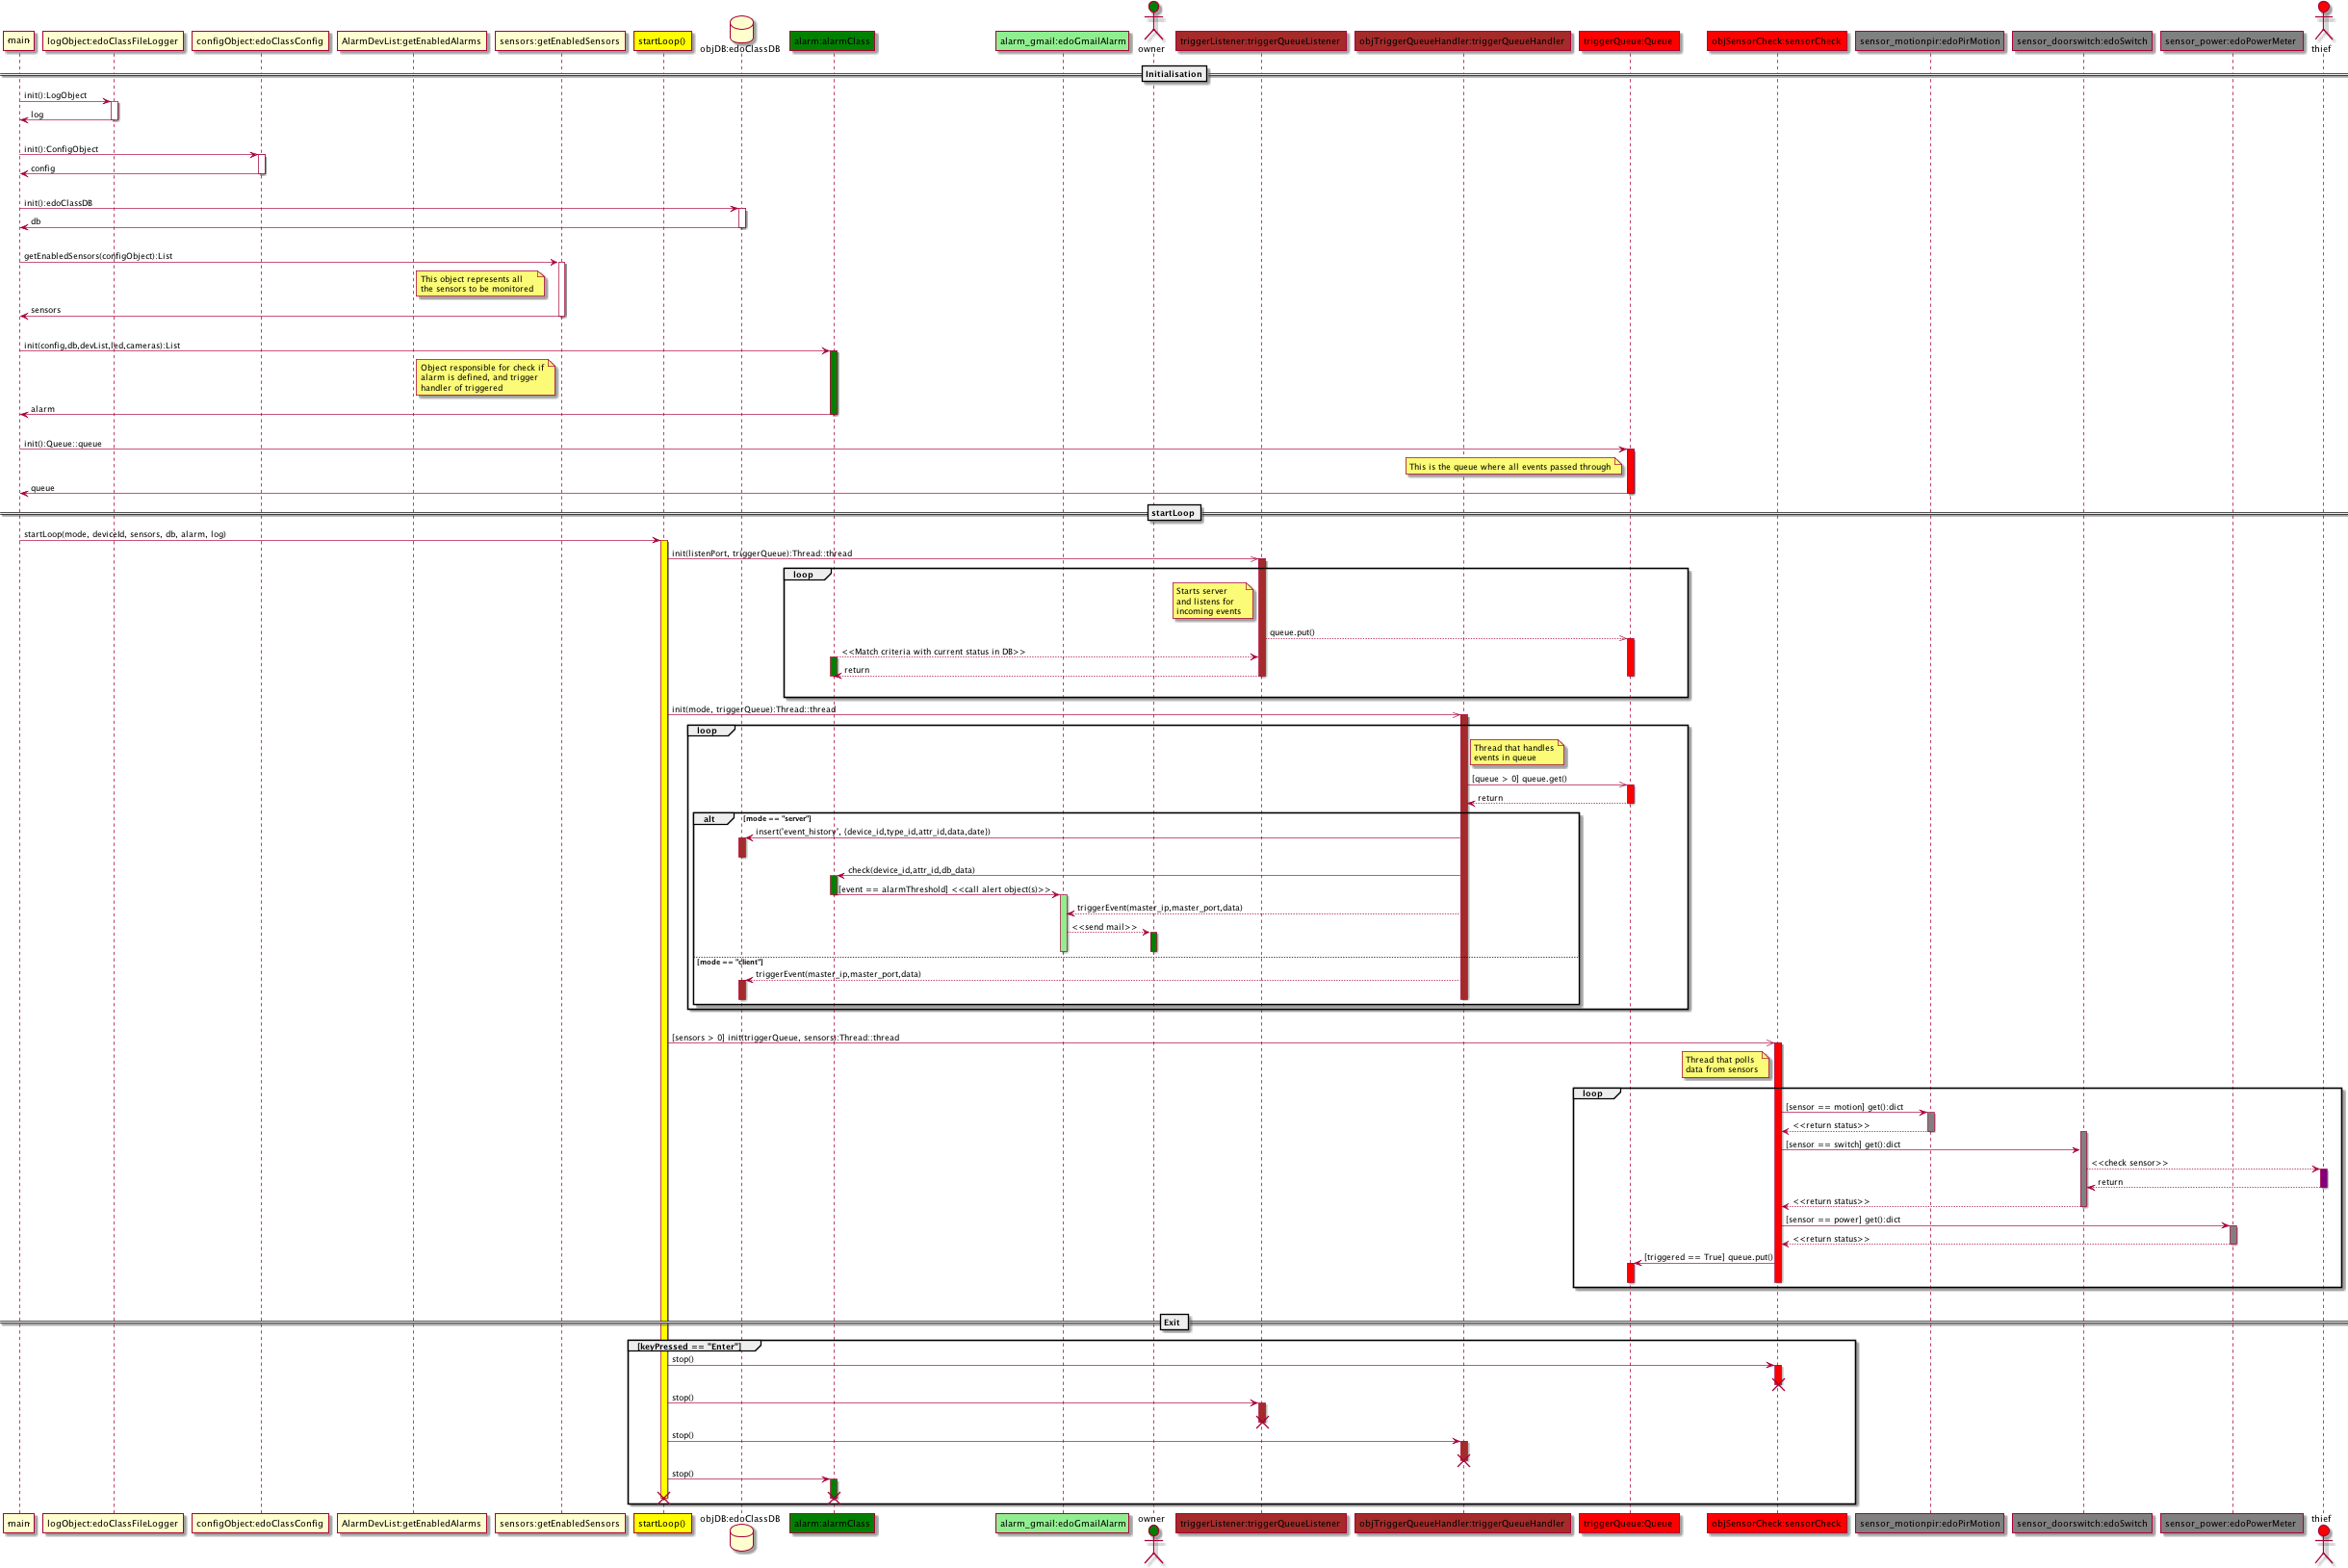 main
logObject:edoClassFileLogger
configObject:edoClassConfig
AlarmDevList:getEnabledAlarms
sensors:getEnabledSensors
startLoop()
objDB:edoClassDB
alarm:alarmClass
alarm_gmail:edoGmailAlarm
owner
triggerListener:triggerQueueListener
objTriggerQueueHandler:triggerQueueHandler
triggerQueue:Queue
objSensorCheck:sensorCheck
sensor_motionpir:edoPirMotion
sensor_doorswitch:edoSwitch
sensor_power:edoPowerMeter
thief
Initialisation
init():LogObject
log
init():ConfigObject
config
init():edoClassDB
db
getEnabledSensors(configObject):List
This object represents all
the sensors to be monitored
sensors
init(config,db,devList,led,cameras):List
Object responsible for check if
alarm is defined, and trigger
handler of triggered
alarm
init():Queue::queue
This is the queue where all events passed through
queue
startLoop
startLoop(mode, deviceId, sensors, db, alarm, log)
init(listenPort, triggerQueue):Thread::thread
loop
Starts server
and listens for
incoming events
queue.put()
<<Match criteria with current status in DB>>
return
init(mode, triggerQueue):Thread::thread
loop
Thread that handles
events in queue
[queue > 0] queue.get()
return
alt [mode == "server"]
insert('event_history', (device_id,type_id,attr_id,data,date))
check(device_id,attr_id,db_data)
[event == alarmThreshold] <<call alert object(s)>>
triggerEvent(master_ip,master_port,data)
<<send mail>>
[mode == "client"]
triggerEvent(master_ip,master_port,data)
[sensors > 0] init(triggerQueue, sensors):Thread::thread
Thread that polls
data from sensors
loop
[sensor == motion] get():dict
<<return status>>
[sensor == switch] get():dict
<<check sensor>>
return
<<return status>>
[sensor == power] get():dict
<<return status>>
[triggered == True] queue.put()
Exit
[keyPressed == "Enter"]
stop()
stop()
stop()
stop()
main
logObject:edoClassFileLogger
configObject:edoClassConfig
AlarmDevList:getEnabledAlarms
sensors:getEnabledSensors
startLoop()
objDB:edoClassDB
alarm:alarmClass
alarm_gmail:edoGmailAlarm
owner
triggerListener:triggerQueueListener
objTriggerQueueHandler:triggerQueueHandler
triggerQueue:Queue
objSensorCheck:sensorCheck
sensor_motionpir:edoPirMotion
sensor_doorswitch:edoSwitch
sensor_power:edoPowerMeter
thief